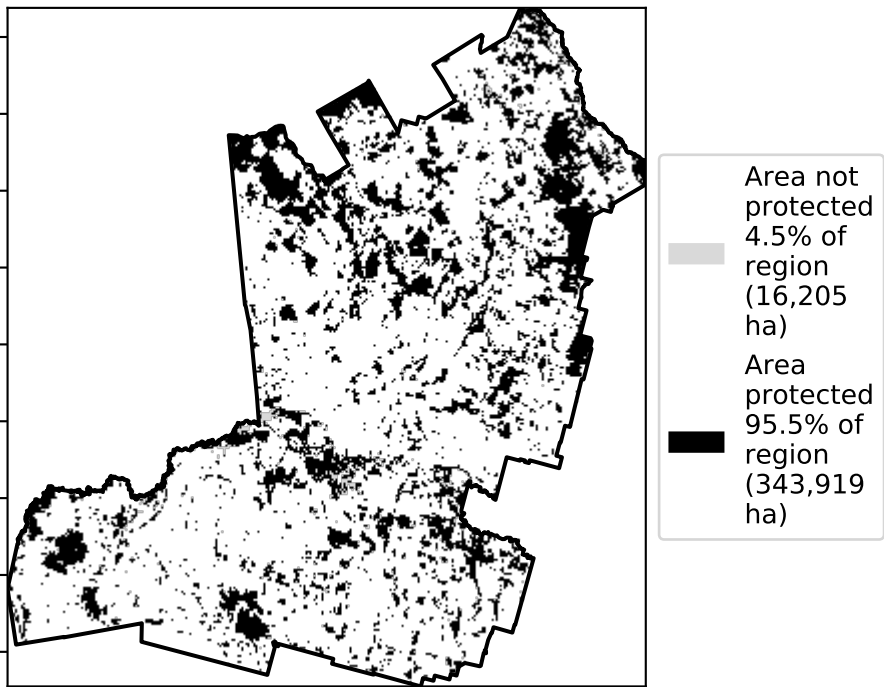 Area not
protected
4.5% of
region
(16,205
ha)
Area
protected
95.5% of
region
(343,919
ha)